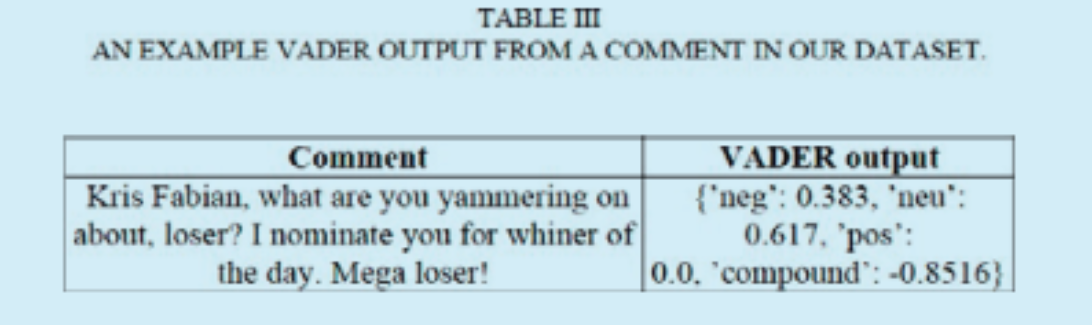 TABLE III
AN EXAMPLE VADER OUTPUT FROM A COMMENT IN OUR DATASET.
Comment
VADER output
Kris Fabian, what are you yammering on
about, loser? I nominate you for whiner of
the day. Mega loser!
{'neg': 0.383, 'neu':
0.617, 'pos':
0.0, 'compound': -0.8516}